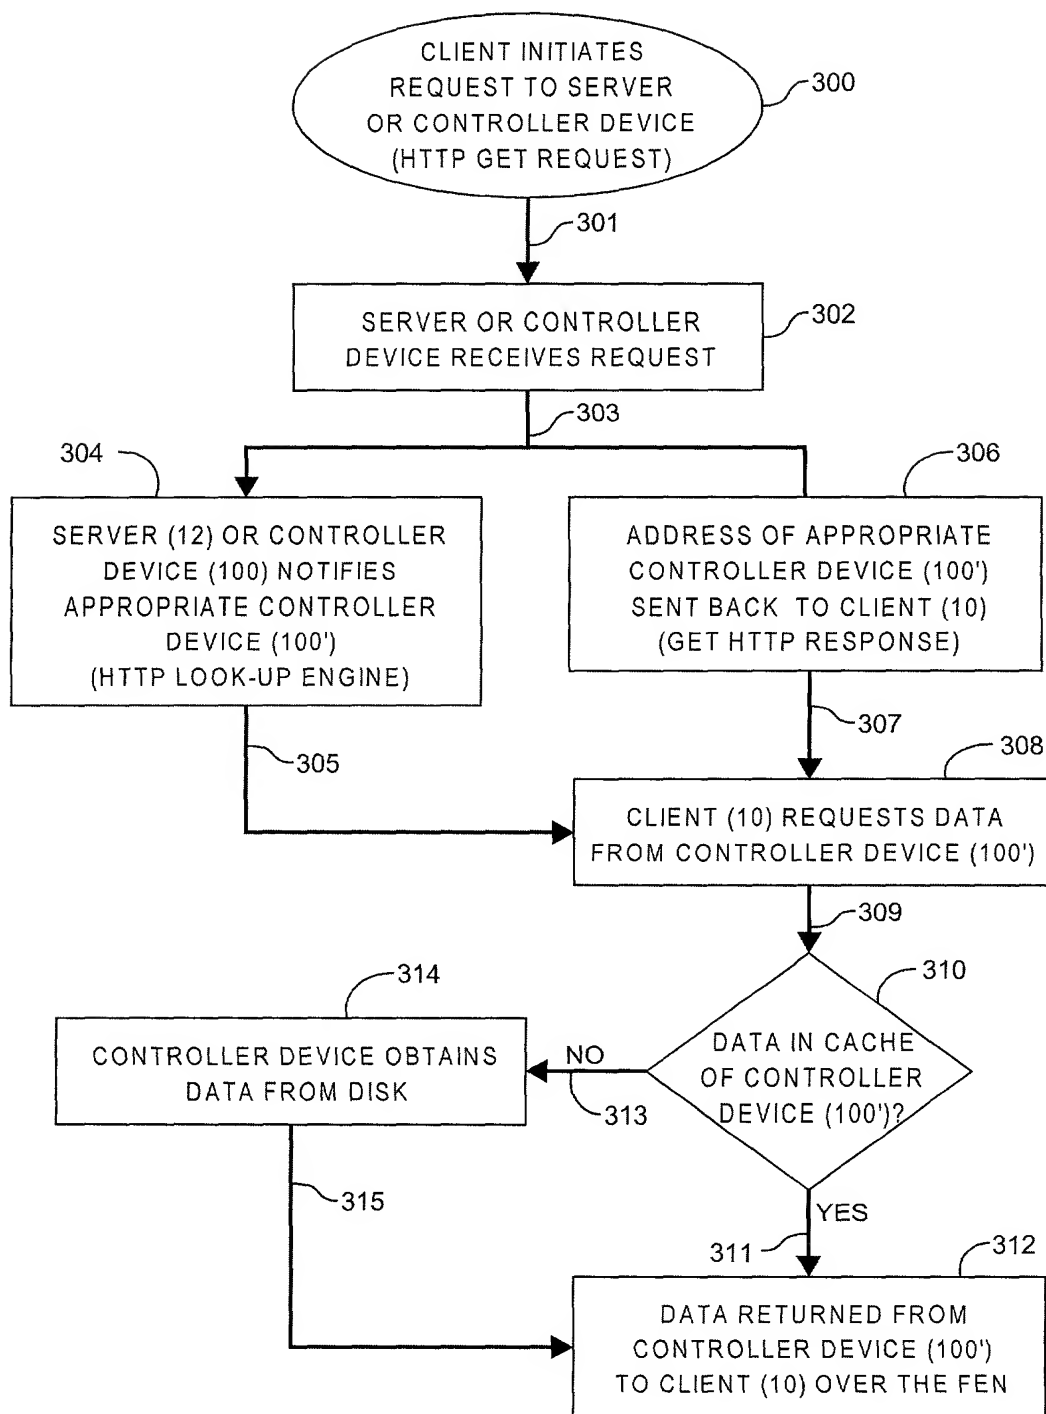 CLIENT INITIATES
REQUEST TO SERVER
OR CONTROLLER DEVICE
(HTTP GET REQUEST)
300
301
SERVER OR CONTROLLER
DEVICE RECEIVES REQUEST
302
303
304
SERVER (12) OR CONTROLLER
DEVICE (100) NOTIFIES
APPROPRIATE CONTROLLER
DEVICE (100')
(HTTP LOOK-UP ENGINE)
306
ADDRESS OF APPROPRIATE
CONTROLLER DEVICE (100')
SENT BACK TO CLIENT (10)
(GET HTTP RESPONSE)
305
307
308
CLIENT (10) REQUESTS DATA
FROM CONTROLLER DEVICE (100')
309
310
DATA IN CACHE
OF CONTROLLER
DEVICE (100')?
NO
313
314
CONTROLLER DEVICE OBTAINS
DATA FROM DISK
315
YES
311
312
DATA RETURNED FROM
CONTROLLER DEVICE (100')
TO CLIENT (10) OVER THE FEN